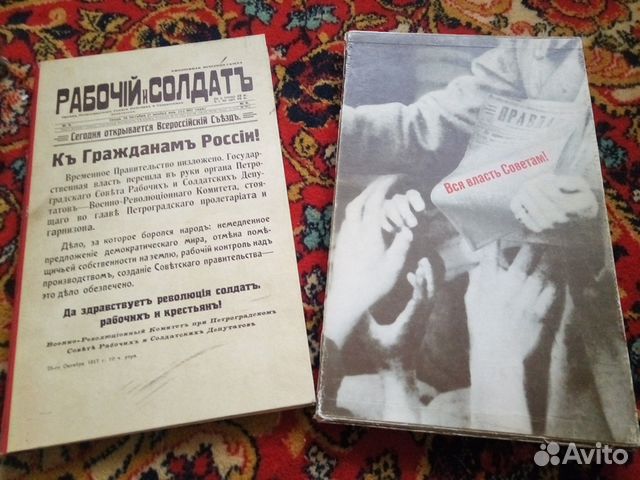 ЕЖЕДНЕВНАЯ ВЕЧЕРНЯЯ ГАЗЕТА
РАБОЧІЙ и СОЛДАТЪ
Сегодня открывается Всероссійскій Съѣздъ.
Къ Гражданамъ Россіи!
Временное Правительство низложено. Государ-
ственная власть перешла въ руки органа Петро-
градскаго Совѣта Рабочихъ и Солдатскихъ Депу-
татовъ—Военно-Революціоннаго Комитета, стоя-
щаго во главѣ Петроградскаго пролетаріата и
гарнизона.
Дѣло, за которое боролся народъ: немедленное
предложеніе демократическаго мира, отмѣна помѣ-
щичьей собственности на землю, рабочій контроль надъ
производствомъ, созданіе Совѣтскаго правительства—
это дѣло обезпечено.
Да здравствуетъ революція солдатъ,
рабочихъ и крестьянъ!
Военно-Революціонный Комитетъ при Петроградскомъ
Совѣтѣ Рабочихъ и Солдатскихъ Депутатовъ
25-го Октября 1917 г. 10 ч. утра.
ПРАВД
Вся власть Советам!
Avito